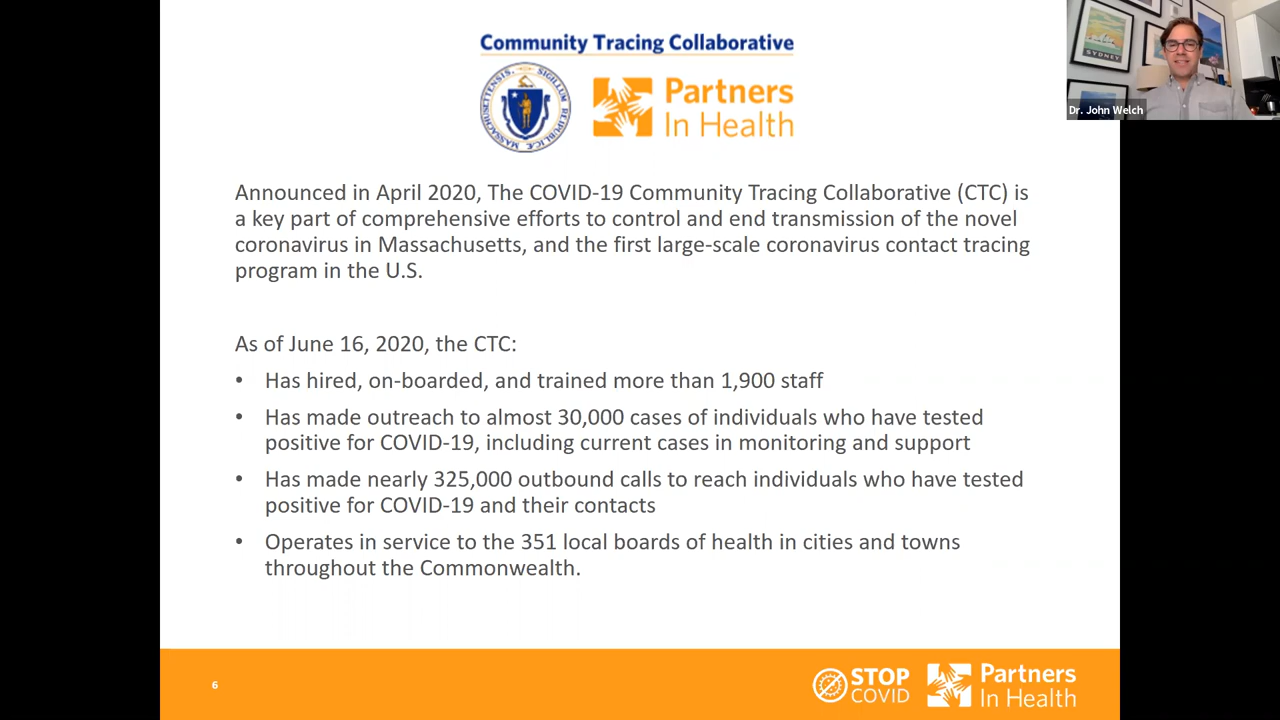 Community Tracing Collaborative
SIGILLUM REIPUBLICÆ MASSACHUSETTENSIS
Partners
In Health
SYDNEY
Dr. John Welch
Announced in April 2020, The COVID-19 Community Tracing Collaborative (CTC) is
a key part of comprehensive efforts to control and end transmission of the novel
coronavirus in Massachusetts, and the first large-scale coronavirus contact tracing
program in the U.S.
As of June 16, 2020, the CTC:
• Has hired, on-boarded, and trained more than 1,900 staff
• Has made outreach to almost 30,000 cases of individuals who have tested
positive for COVID-19, including current cases in monitoring and support
• Has made nearly 325,000 outbound calls to reach individuals who have tested
positive for COVID-19 and their contacts
• Operates in service to the 351 local boards of health in cities and towns
throughout the Commonwealth.
6
STOP
COVID
Partners
In Health